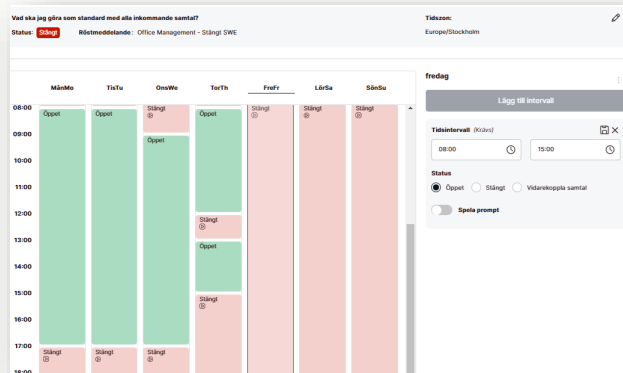 Vad ska jag göra som standard med alla inkommande samtal?
Status: Stängt Röstmeddelande: Office Management - Stängt SWE
Tidszon:
Europe/Stockholm
MånMo TisTu OnsWe TorTh FreFr LörSa SönSu
08:00 Öppet Öppet Stängt Öppet Stängt Stängt Stängt
09:00 Öppet
10:00
11:00
12:00 Stängt
13:00 Öppet
14:00
15:00 Stängt
16:00
17:00 Stängt Stängt Stängt
18:00
fredag
Lägg till intervall
Tidsintervall (Krävs)
08:00 15:00
Status
Öppet Stängt Vidarekoppla samtal
Spela prompt